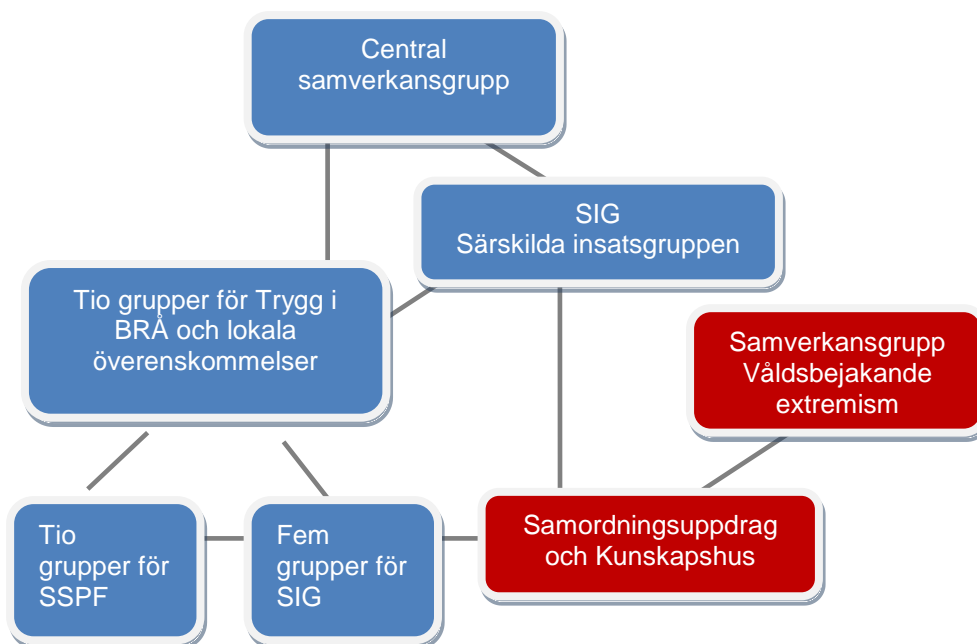 Central
samverkansgrupp
SIG
Särskilda insatsgruppen
Tio grupper för Trygg i
BRÅ och lokala
överenskommelser
Samverkansgrupp
Våldsbejakande
extremism
Tio
grupper för
SSPF
Fem
grupper för
SIG
Samordningsuppdrag
och Kunskapshus